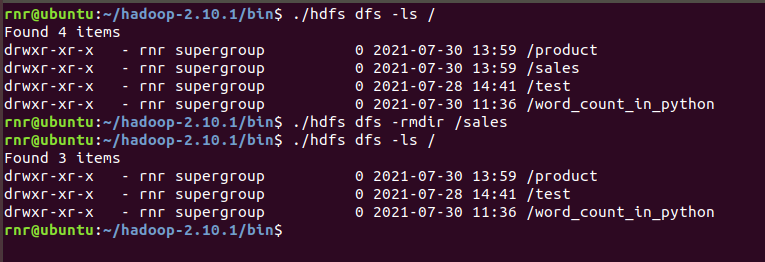 rnr@ubuntu:~/hadoop-2.10.1/bin$ ./hdfs dfs -ls /
Found 4 items
drwxr-xr-x   - rnr supergroup          0 2021-07-30 13:59 /product
drwxr-xr-x   - rnr supergroup          0 2021-07-30 13:59 /sales
drwxr-xr-x   - rnr supergroup          0 2021-07-28 14:41 /test
drwxr-xr-x   - rnr supergroup          0 2021-07-30 11:36 /word_count_in_python
rnr@ubuntu:~/hadoop-2.10.1/bin$ ./hdfs dfs -rmdir /sales
rnr@ubuntu:~/hadoop-2.10.1/bin$ ./hdfs dfs -ls /
Found 3 items
drwxr-xr-x   - rnr supergroup          0 2021-07-30 13:59 /product
drwxr-xr-x   - rnr supergroup          0 2021-07-28 14:41 /test
drwxr-xr-x   - rnr supergroup          0 2021-07-30 11:36 /word_count_in_python
rnr@ubuntu:~/hadoop-2.10.1/bin$